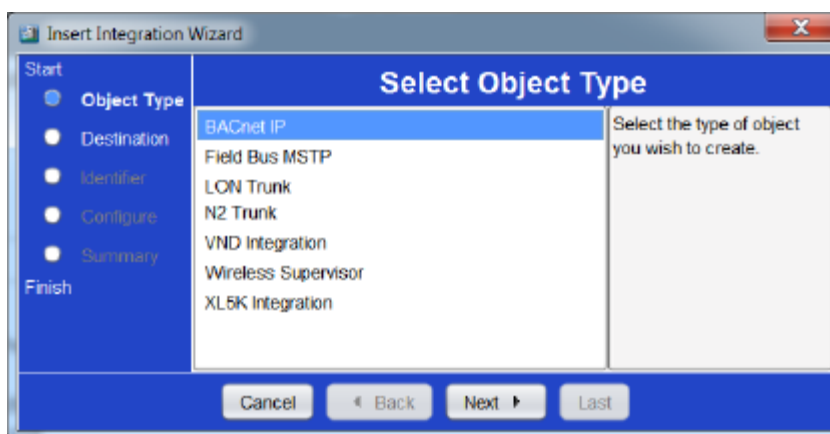 Insert Integration Wizard
Start
Object Type
Destination
Identifier
Configure
Summary
Finish
Select Object Type
BACnet IP
Field Bus MSTP
LON Trunk
N2 Trunk
VND Integration
Wireless Supervisor
XL5K Integration
Select the type of object
you wish to create.
Cancel
Back
Next
Last